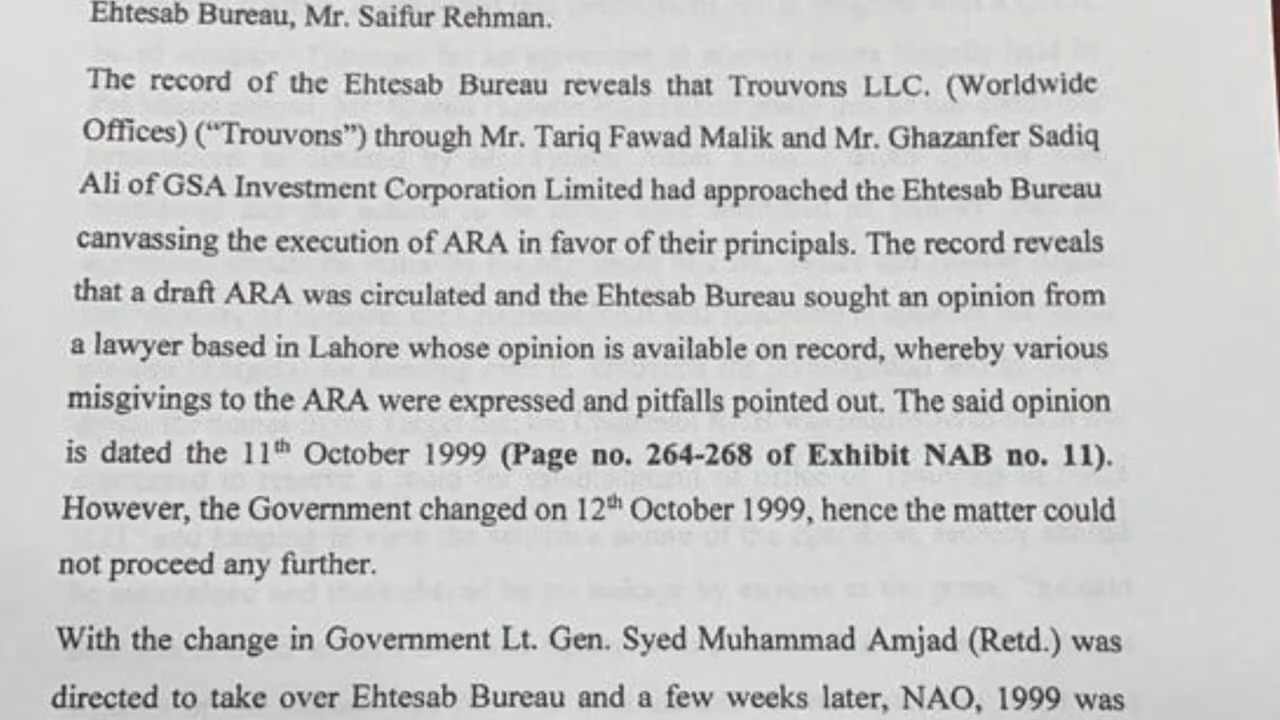 Ehtesab Bureau, Mr. Saifur Rehman.
The record of the Ehtesab Bureau reveals that Trouvons LLC. (Worldwide
Offices) (“Trouvons”) through Mr. Tariq Fawad Malik and Mr. Ghazanfer Sadiq
Ali of GSA Investment Corporation Limited had approached the Ehtesab Bureau
canvassing the execution of ARA in favor of their principals. The record reveals
that a draft ARA was circulated and the Ehtesab Bureau sought an opinion from
a lawyer based in Lahore whose opinion is available on record, whereby various
misgivings to the ARA were expressed and pitfalls pointed out. The said opinion
is dated the 11th October 1999 (Page no. 264-268 of Exhibit NAB no. 11).
However, the Government changed on 12th October 1999, hence the matter could
not proceed any further.
With the change in Government Lt. Gen. Syed Muhammad Amjad (Retd.) was
directed to take over Ehtesab Bureau and a few weeks later, NAO, 1999 was